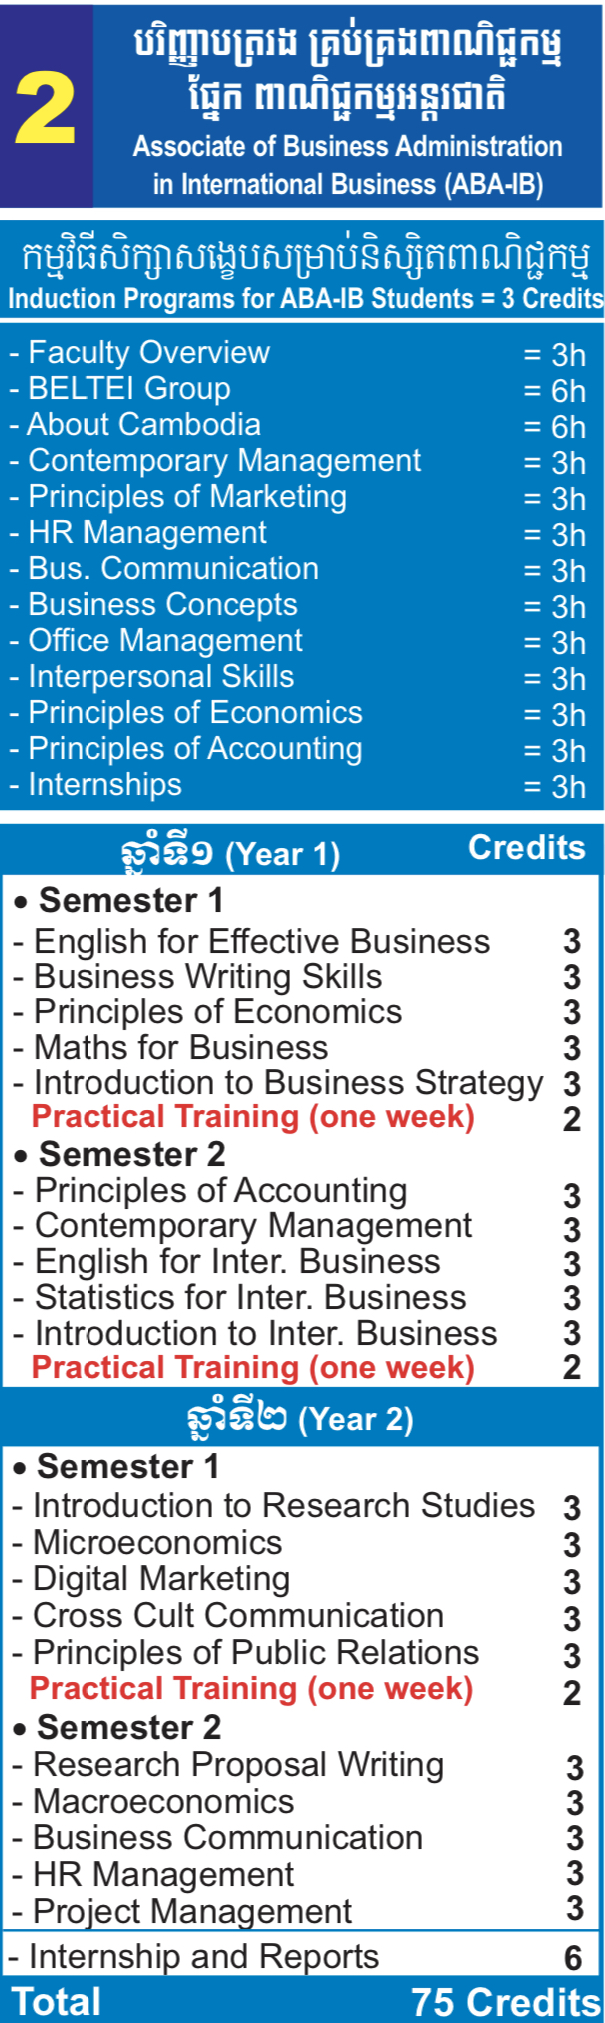 2
បរិញ្ញាបត្ររង គ្រប់គ្រងពាណិជ្ជកម្ម
ផ្នែក ពាណិជ្ជកម្មអន្តរជាតិ
Associate of Business Administration
in International Business (ABA-IB)
កម្មវិធីសិក្សាសង្ខេបសម្រាប់និស្សិតពាណិជ្ជកម្ម
Induction Programs for ABA-IB Students = 3 Credits
- Faculty Overview = 3h
- BELTEI Group = 6h
- About Cambodia = 6h
- Contemporary Management = 3h
- Principles of Marketing = 3h
- HR Management = 3h
- Bus. Communication = 3h
- Business Concepts = 3h
- Office Management = 3h
- Interpersonal Skills = 3h
- Principles of Economics = 3h
- Principles of Accounting = 3h
- Internships = 3h
ឆ្នាំទី១ (Year 1) Credits
• Semester 1
- English for Effective Business 3
- Business Writing Skills 3
- Principles of Economics 3
- Maths for Business 3
- Introduction to Business Strategy 3
Practical Training (one week) 2
• Semester 2
- Principles of Accounting 3
- Contemporary Management 3
- English for Inter. Business 3
- Statistics for Inter. Business 3
- Introduction to Inter. Business 3
Practical Training (one week) 2
ឆ្នាំទី២ (Year 2)
• Semester 1
- Introduction to Research Studies 3
- Microeconomics 3
- Digital Marketing 3
- Cross Cult Communication 3
- Principles of Public Relations 3
Practical Training (one week) 2
• Semester 2
- Research Proposal Writing 3
- Macroeconomics 3
- Business Communication 3
- HR Management 3
- Project Management 3
- Internship and Reports 6
Total 75 Credits